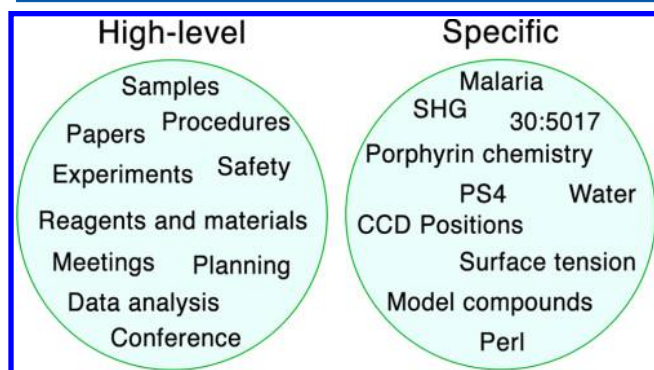 High-level
Samples
Papers Procedures
Experiments Safety
Reagents and materials
Meetings Planning
Data analysis
Conference
Specific
Malaria
SHG 30:5017
Porphyrin chemistry
PS4 Water
CCD Positions
Surface tension
Model compounds
Perl